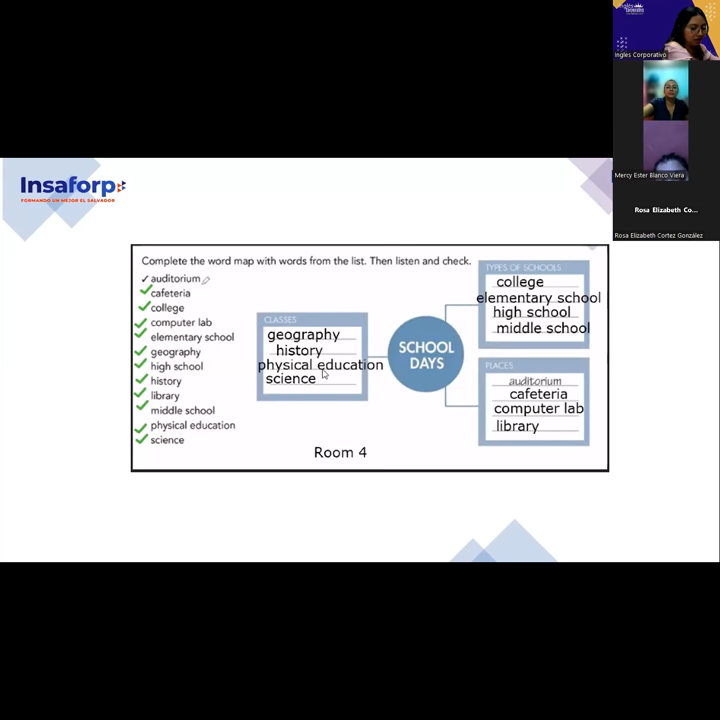 Inglés Corporativo
Mercy Ester Blanco Viera
Rosa Elizabeth Co...
Rosa Elizabeth Cortez González
Insaforp
FORMANDO UN MEJOR EL SALVADOR
Complete the word map with words from the list. Then listen and check.
auditorium
cafeteria
college
computer lab
elementary school
geography
high school
history
library
middle school
physical education
science
CLASSES
geography
history
physical education
science
SCHOOL
DAYS
TYPES OF SCHOOLS
college
elementary school
high school
middle school
PLACES
auditorium
cafeteria
computer lab
library
Room 4